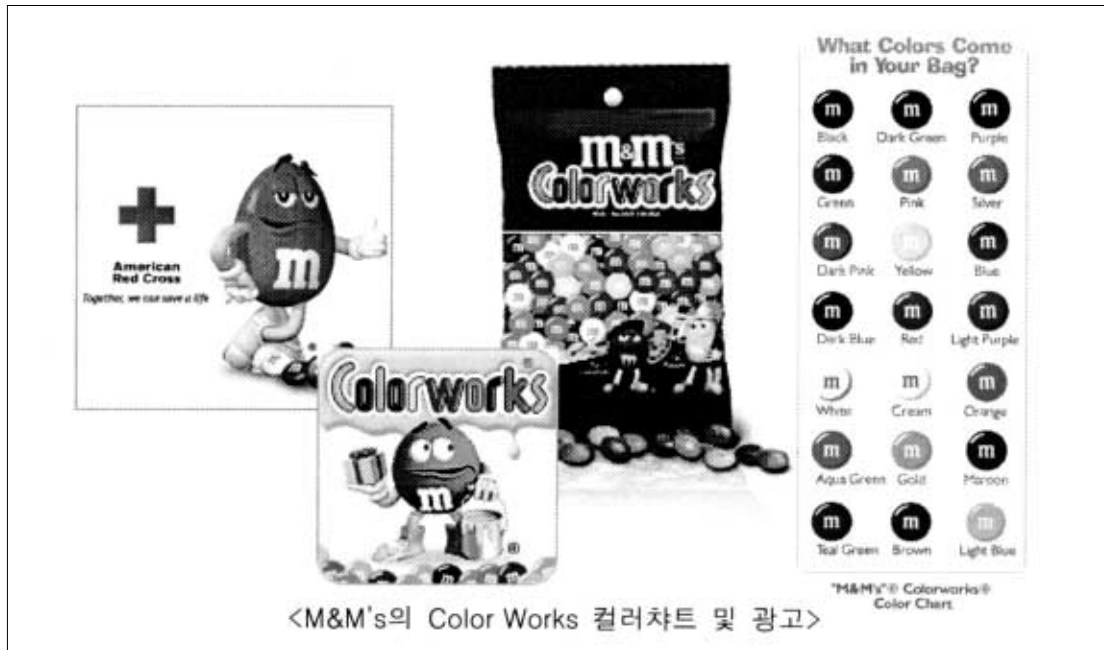 American
Red Cross
Together, we can save a life
m
m&m's
Colorworks
Colorworks
m
What Colors Come
in Your Bag?
m m m
Black Dark Green Purple
m m m
Green Pink Silver
m m m
Dark Pink Yellow Blue
m m m
Dark Blue Red Light Purple
m m m
White Cream Orange
m m m
Aqua Green Gold Maroon
m m m
Teal Green Brown Light Blue
"M&M's"® Colorworks®
Color Chart
<M&M's의 Color Works 컬러챠트 및 광고>